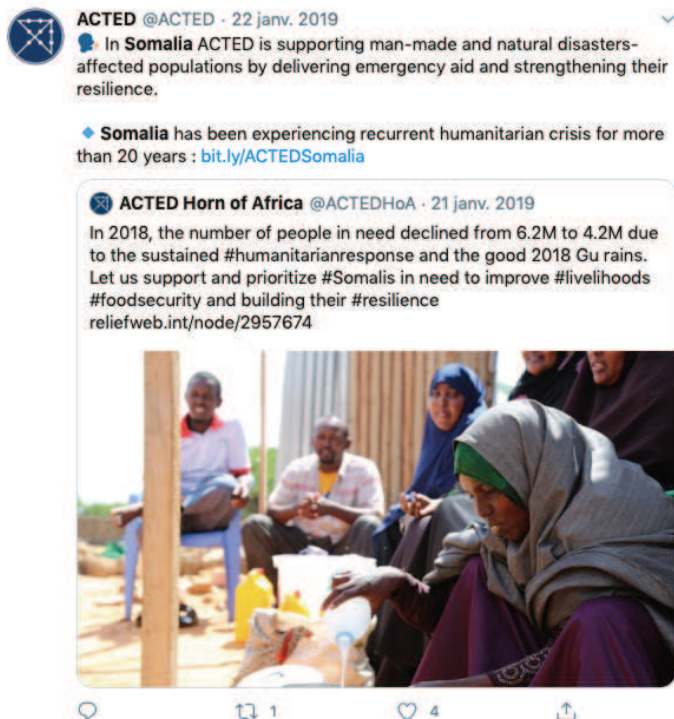 ACTED @ACTED · 22 janv. 2019
In Somalia ACTED is supporting man-made and natural disasters-
affected populations by delivering emergency aid and strengthening their
resilience.
Somalia has been experiencing recurrent humanitarian crisis for more
than 20 years : bit.ly/ACTEDSomalia
ACTED Horn of Africa @ACTEDHoA · 21 janv. 2019
In 2018, the number of people in need declined from 6.2M to 4.2M due
to the sustained #humanitarianresponse and the good 2018 Gu rains.
Let us support and prioritize #Somalis in need to improve #livelihoods
#foodsecurity and building their #resilience
reliefweb.int/node/2957674
1 4